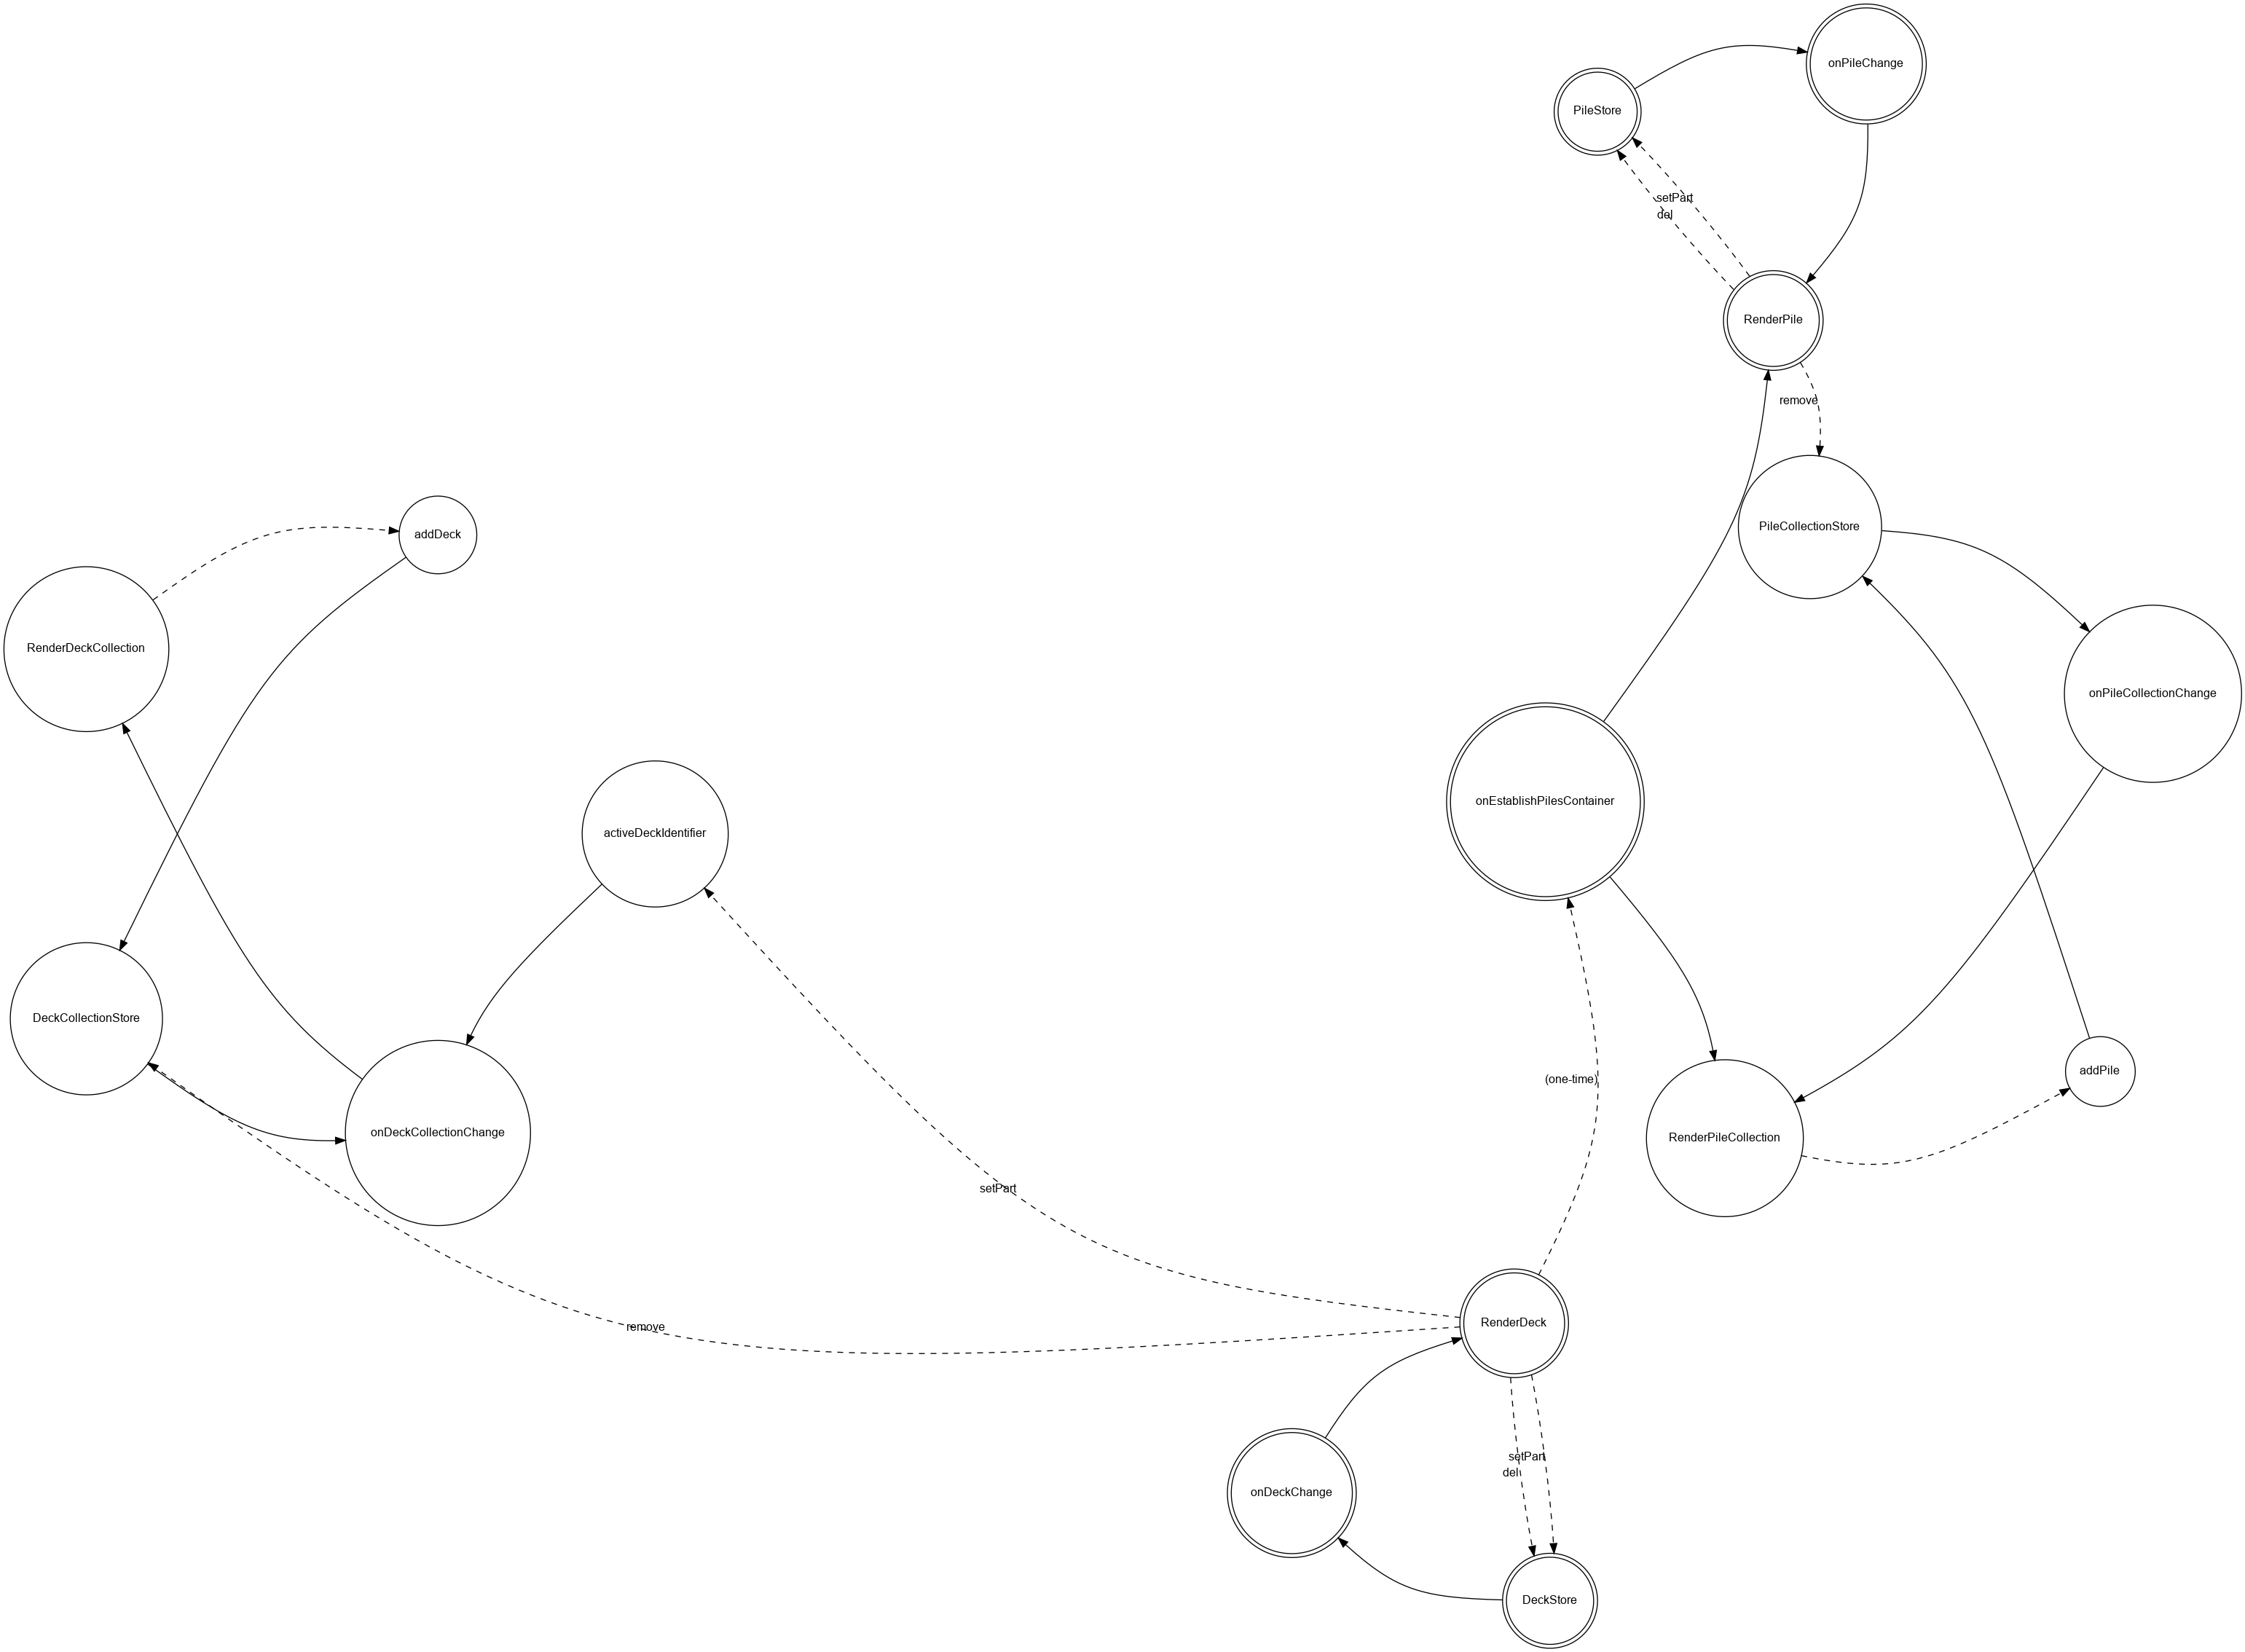 onPileChange
PileStore
setPart
del
RenderPile
remove
PileCollectionStore
addDeck
RenderDeckCollection
onPileCollectionChange
onEstablishPilesContainer
activeDeckIdentifier
DeckCollectionStore
addPile
(one-time)
onDeckCollectionChange
RenderPileCollection
setPart
RenderDeck
remove
setPart
del
onDeckChange
DeckStore